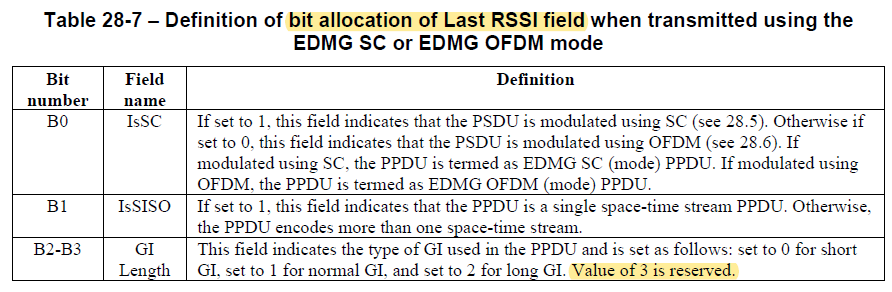 Table 28-7 – Definition of bit allocation of Last RSSI field when transmitted using the
EDMG SC or EDMG OFDM mode
Bit number Field name Definition
B0 IsSC If set to 1, this field indicates that the PSDU is modulated using SC (see 28.5). Otherwise if
set to 0, this field indicates that the PSDU is modulated using OFDM (see 28.6). If
modulated using SC, the PPDU is termed as EDMG SC (mode) PPDU. If modulated using
OFDM, the PPDU is termed as EDMG OFDM (mode) PPDU.
B1 IsSISO If set to 1, this field indicates that the PPDU is a single space-time stream PPDU. Otherwise,
the PPDU encodes more than one space-time stream.
B2-B3 GI Length This field indicates the type of GI used in the PPDU and is set as follows: set to 0 for short
GI, set to 1 for normal GI, and set to 2 for long GI. Value of 3 is reserved.